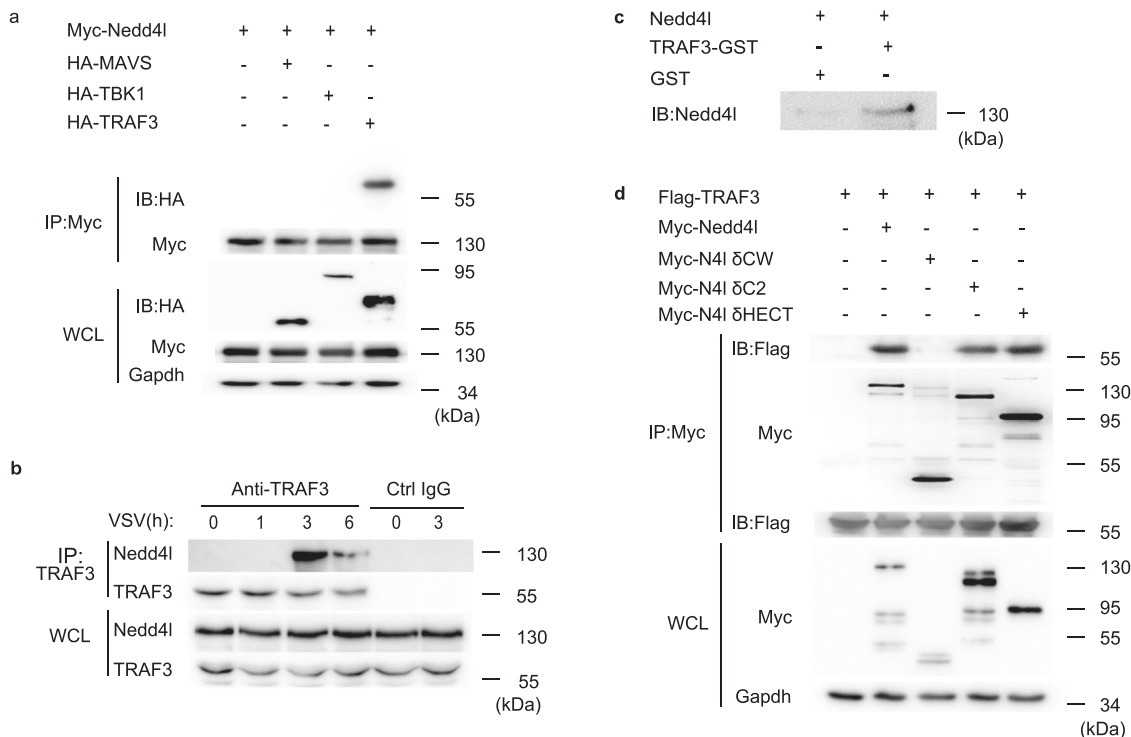 a
Myc-Nedd4l + + + +
HA-MAVS - + - -
HA-TBK1 - - + -
HA-TRAF3 - - - +
IP:Myc
IB:HA
55
Myc
130
95
WCL
IB:HA
55
Myc
130
Gapdh
34
(kDa)
b
Anti-TRAF3 Ctrl IgG
VSV(h): 0 1 3 6 0 3
IP:
TRAF3
Nedd4l
130
TRAF3
55
WCL
Nedd4l
130
TRAF3
55
(kDa)
c
Nedd4l + +
TRAF3-GST - +
GST + -
IB:Nedd4l
130
(kDa)
d
Flag-TRAF3 + + + + +
Myc-Nedd4l - + - - -
Myc-N4l δCW - - + - -
Myc-N4l δC2 - - - + -
Myc-N4l δHECT - - - - +
IP:Myc
IB:Flag
55
130
95
Myc
55
IB:Flag
55
WCL
130
Myc
95
55
Gapdh
34
(kDa)